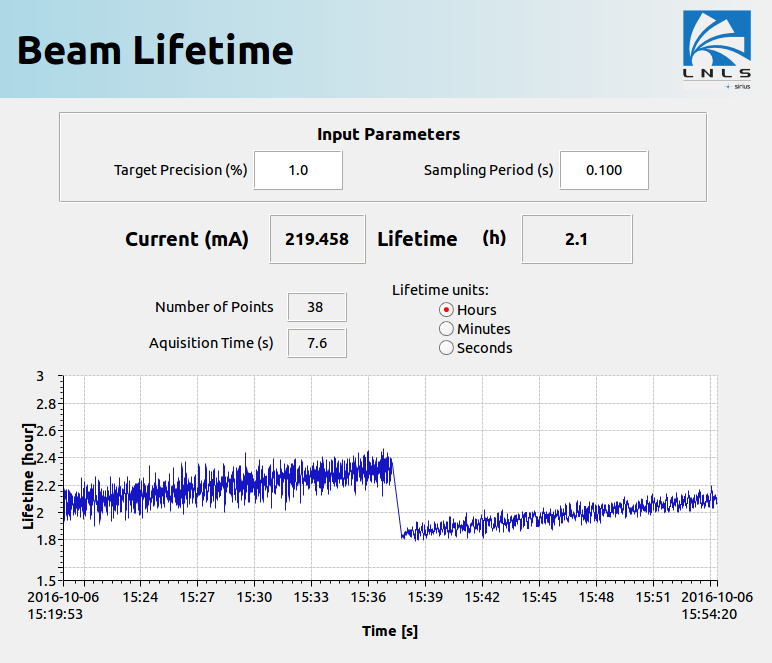 Beam Lifetime
LNLS
sirius
Input Parameters
Target Precision (%) 1.0 Sampling Period (s) 0.100
Current (mA) 219.458 Lifetime (h) 2.1
Lifetime units:
Number of Points 38
Hours
Minutes
Aquisition Time (s) 7.6
Seconds
Lifetime [hour]
3
2.8
2.6
2.4
2.2
2
1.8
1.5
2016-10-06 15:24 15:27 15:30 15:33 15:36 15:39 15:42 15:45 15:48 15:51 2016-10-06
15:19:53 15:54:20
Time [s]